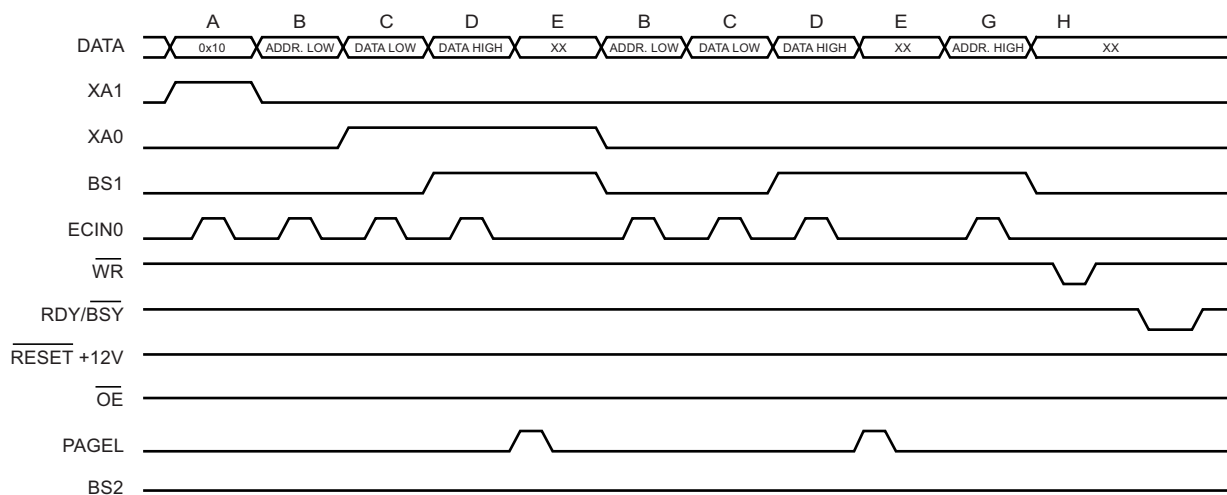 A B C D E B C D E G H
DATA 0x10 ADDR. LOW DATA LOW DATA HIGH XX ADDR. LOW DATA LOW DATA HIGH XX ADDR. HIGH XX
XA1
XA0
BS1
ECIN0
WR
RDY/BSY
RESET +12V
OE
PAGEL
BS2